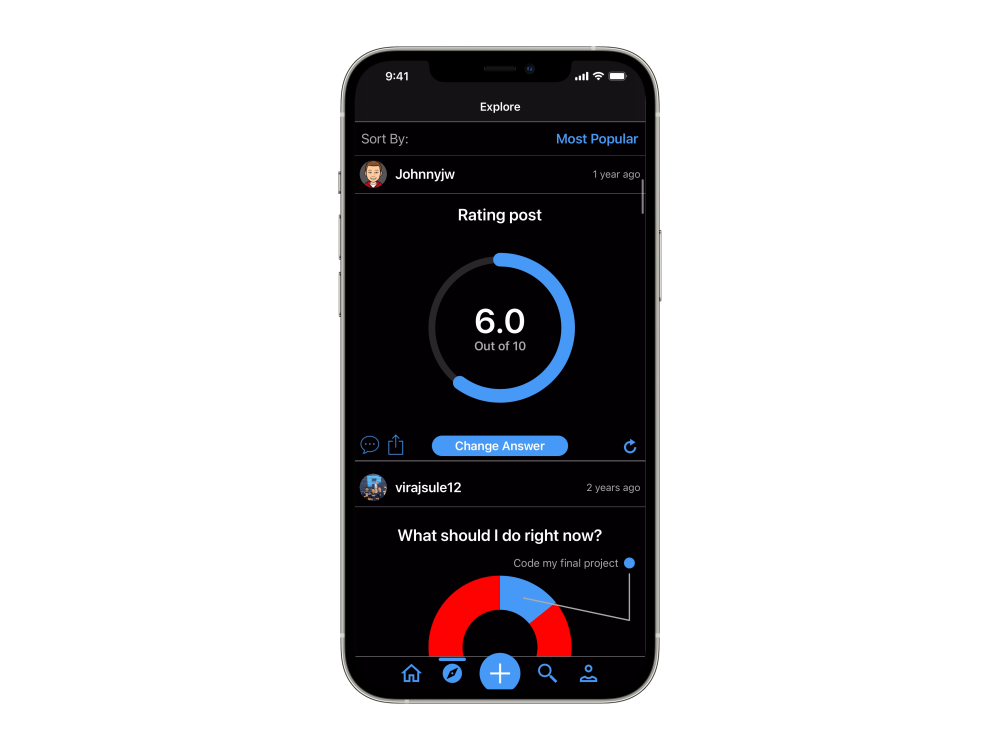 9:41
Explore
Sort By: Most Popular
Johnnyjw 1 year ago
Rating post
6.0
Out of 10
Change Answer
virajsule12 2 years ago
What should I do right now?
Code my final project